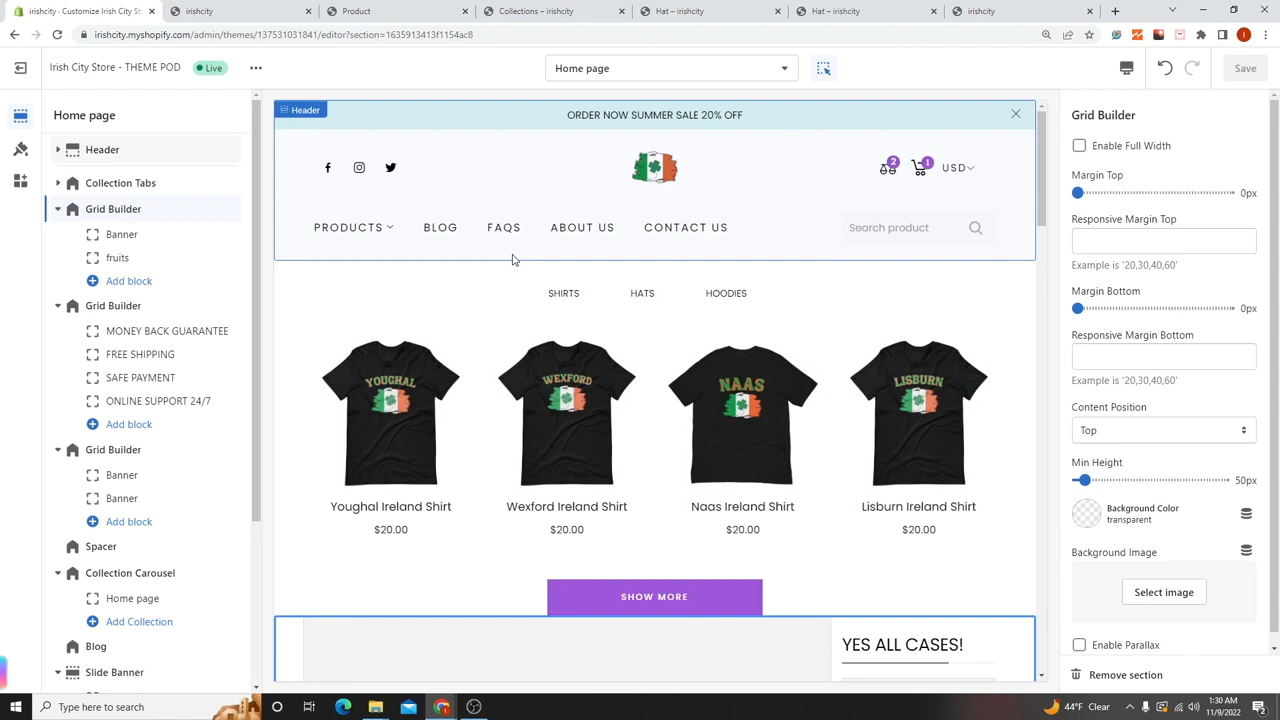 irishcity - Customize Irish City S
irishcity
Product
Collections – irishcity
Hat – irishcity
Hat – irishcity
irishcity
irishcity.myshopify.com/admin/themes/137531031841/editor?section=1635913413f1154ac8
Irish City Store - THEME POD
Live
Home page
Save
Home page
Header
Collection Tabs
Grid Builder
Banner
fruits
Add block
Grid Builder
MONEY BACK GUARANTEE
FREE SHIPPING
SAFE PAYMENT
ONLINE SUPPORT 24/7
Add block
Grid Builder
Banner
Banner
Add block
Spacer
Collection Carousel
Home page
Add Collection
Blog
Slide Banner
Header
ORDER NOW SUMMER SALE 20% OFF
2
1
USD
PRODUCTS
BLOG
FAQS
ABOUT US
CONTACT US
Search product
SHIRTS
HATS
HOODIES
YOUGHAL
WEXFORD
NAAS
LISBURN
Youghal Ireland Shirt
Wexford Ireland Shirt
Naas Ireland Shirt
Lisburn Ireland Shirt
$20.00
$20.00
$20.00
$20.00
SHOW MORE
YES ALL CASES!
Grid Builder
Enable Full Width
Margin Top
0px
Responsive Margin Top
Example is '20,30,40,60'
Margin Bottom
0px
Responsive Margin Bottom
Example is '20,30,40,60'
Content Position
Top
Min Height
50px
Background Color
transparent
Background Image
Select image
Enable Parallax
Remove section
Type here to search
44°F Clear
1:30 AM
11/9/2022
2